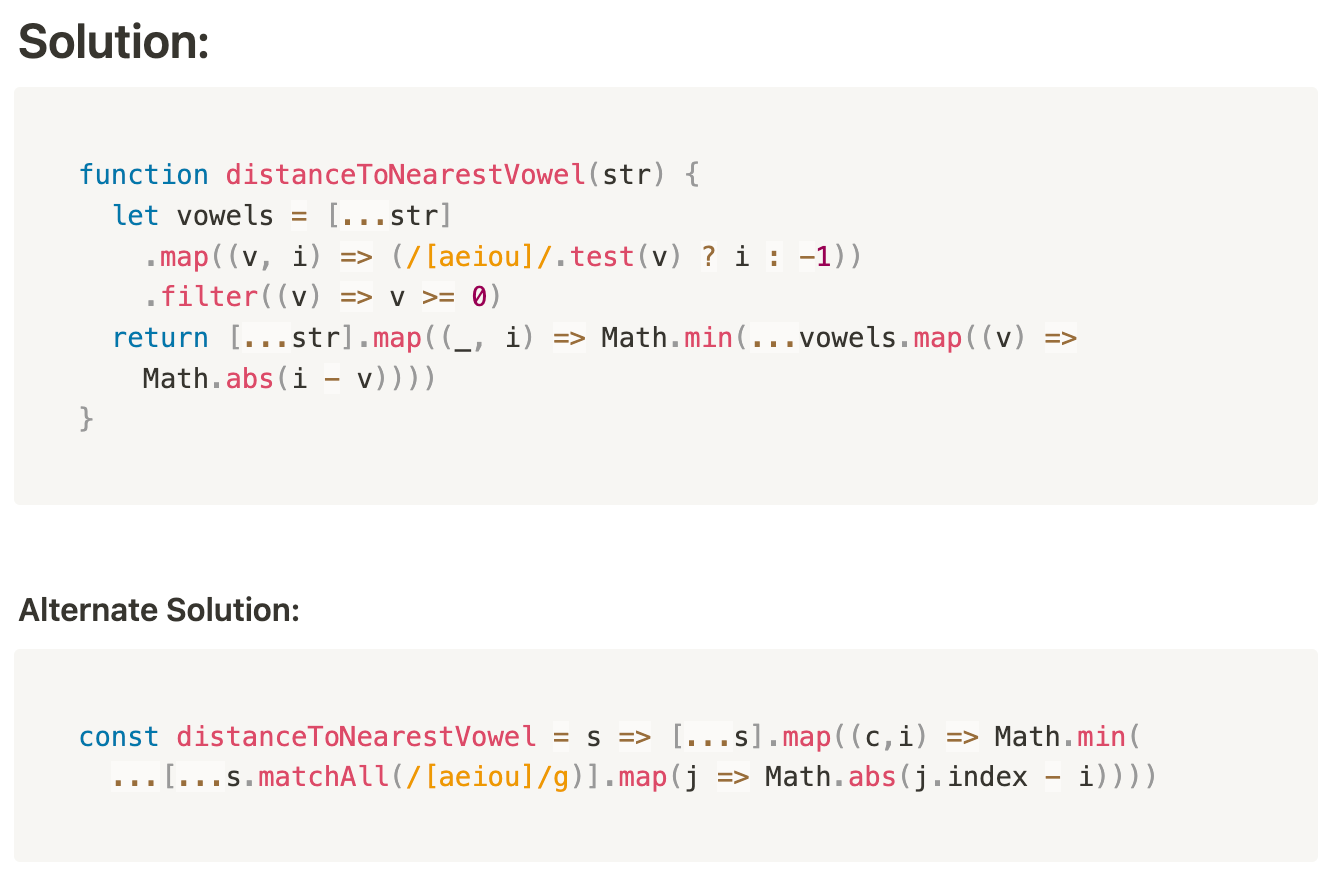 Solution:
function distanceToNearestVowel(str) {
  let vowels = [...str]
    .map((v, i) => (/[aeiou]/.test(v) ? i : -1))
    .filter((v) => v >= 0)
  return [...str].map((_, i) => Math.min(...vowels.map((v) =>
    Math.abs(i - v))))
}
Alternate Solution:
const distanceToNearestVowel = s => [...s].map((c,i) => Math.min(
  ...[...s.matchAll(/[aeiou]/g)].map(j => Math.abs(j.index - i))))